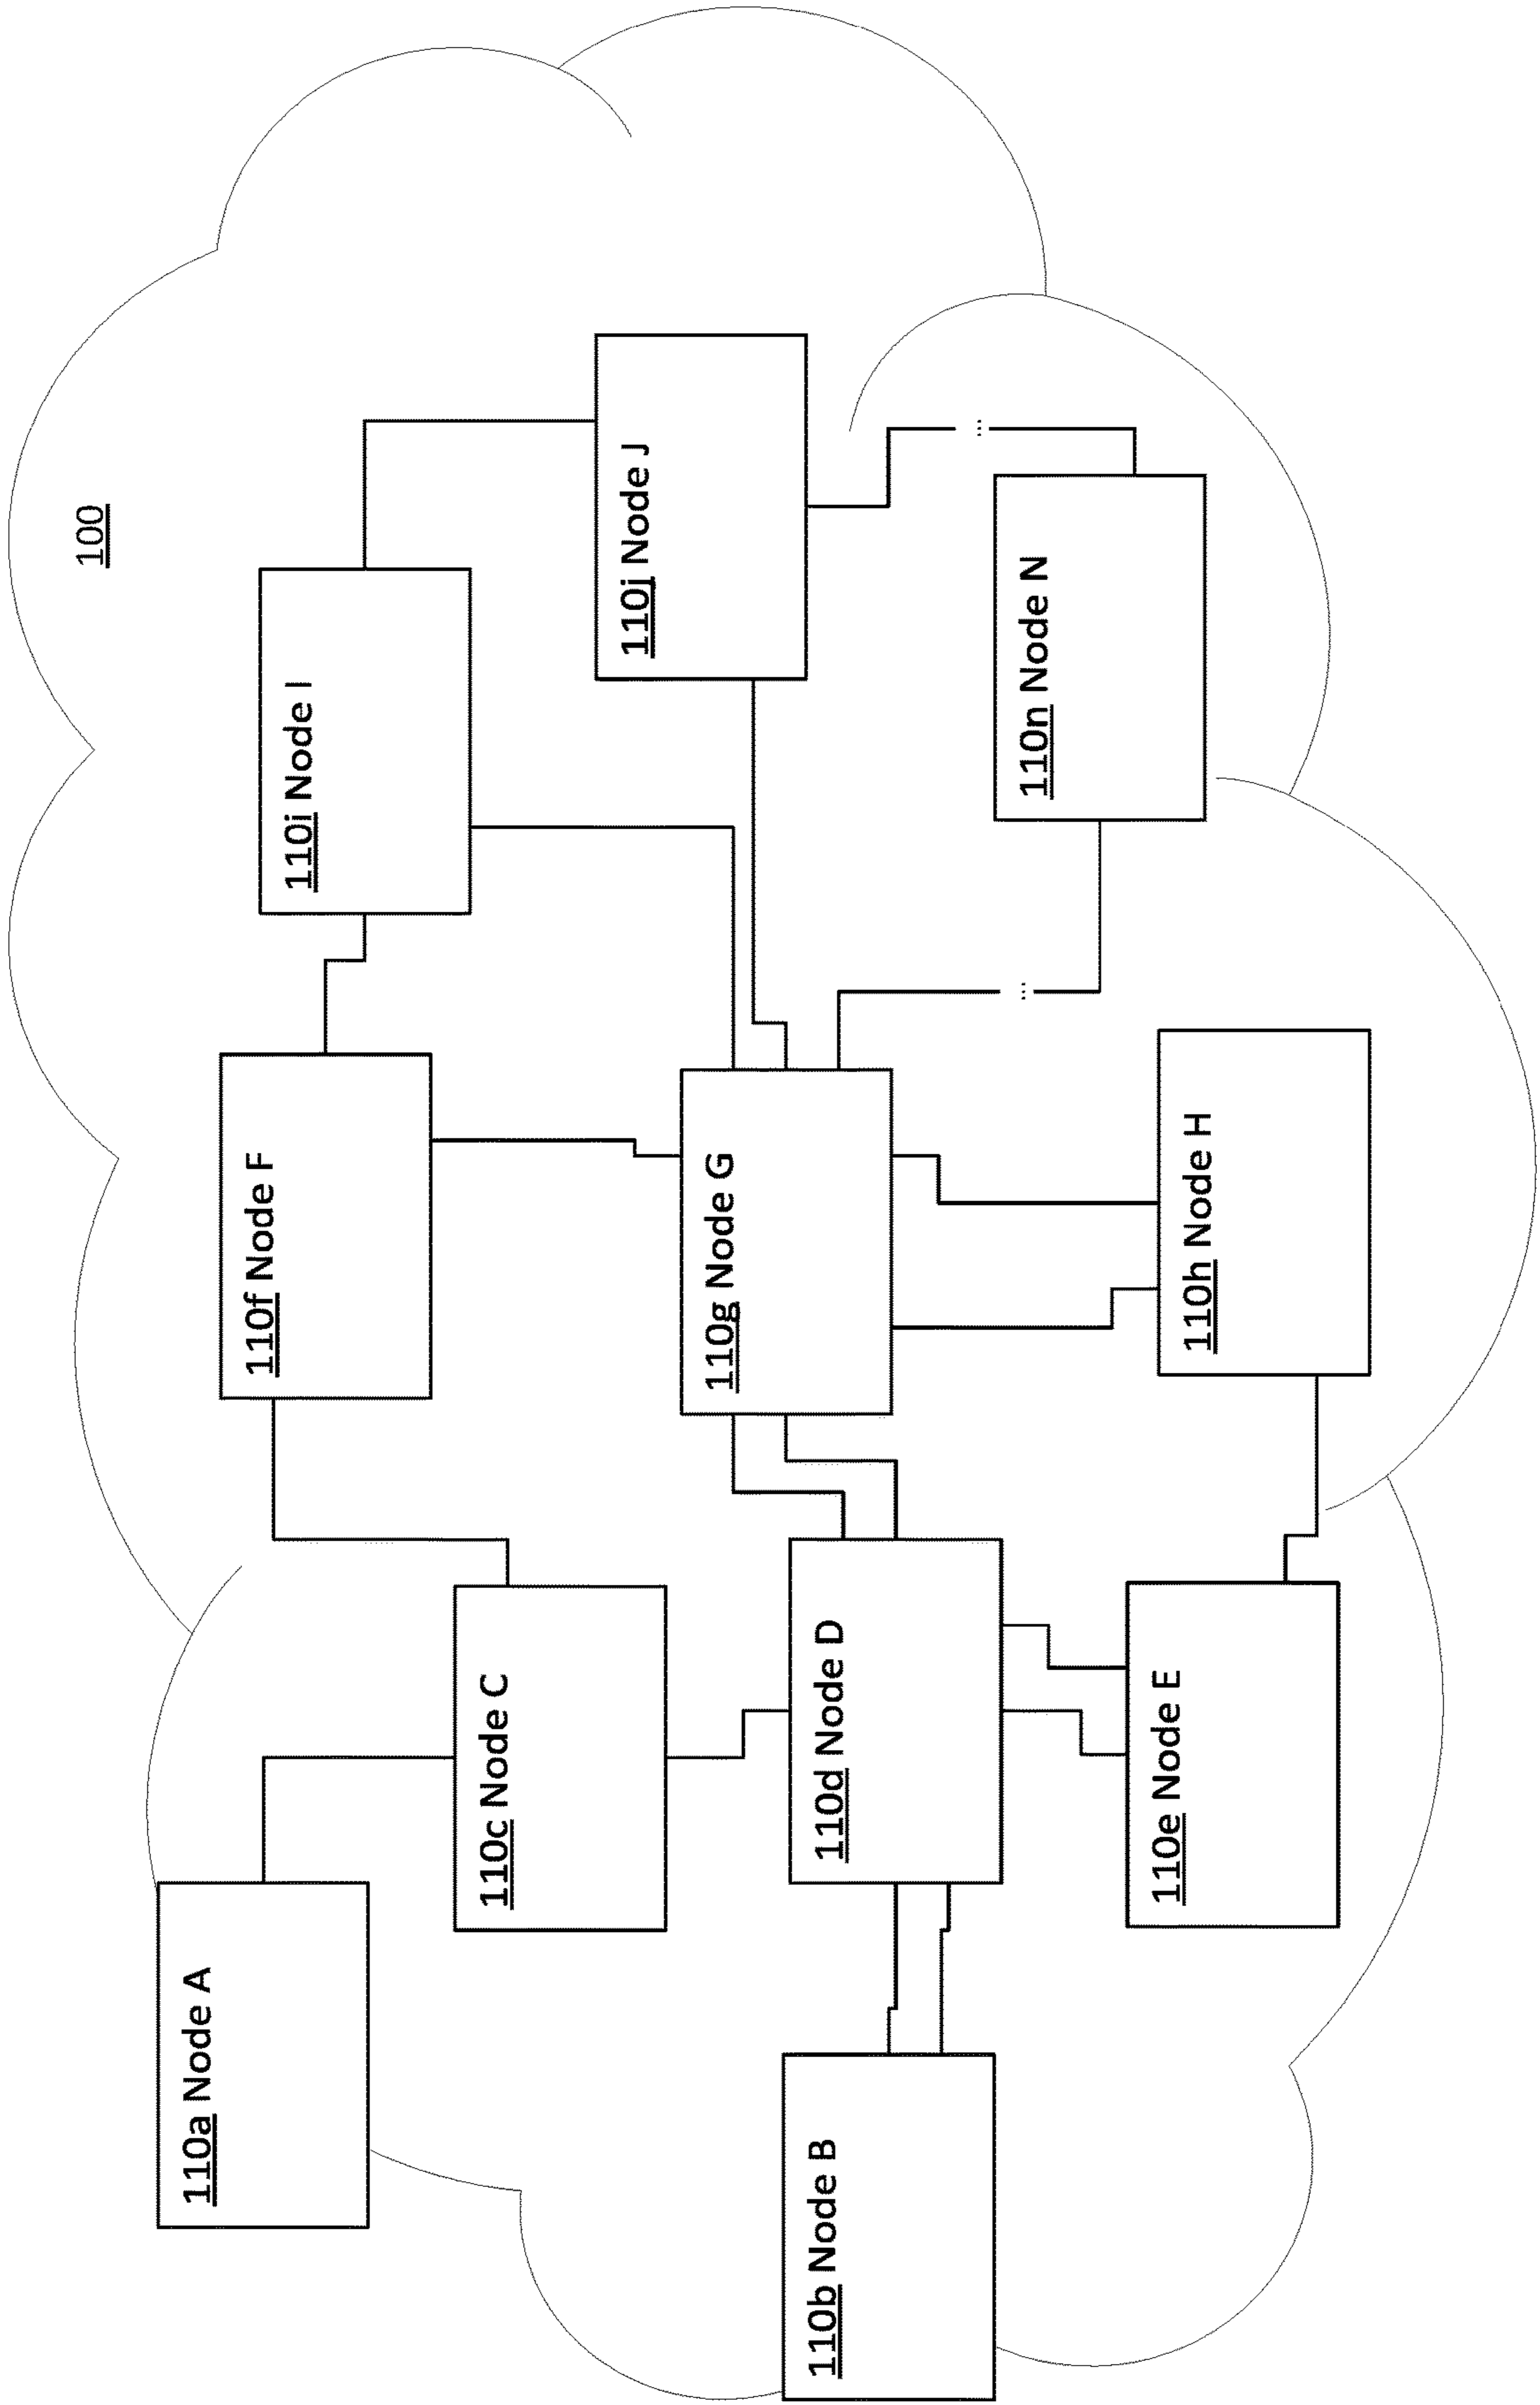 100
110a Node A
110b Node B
110c Node C
110d Node D
110e Node E
110f Node F
110g Node G
110h Node H
110i Node I
110j Node J
110n Node N
...
...